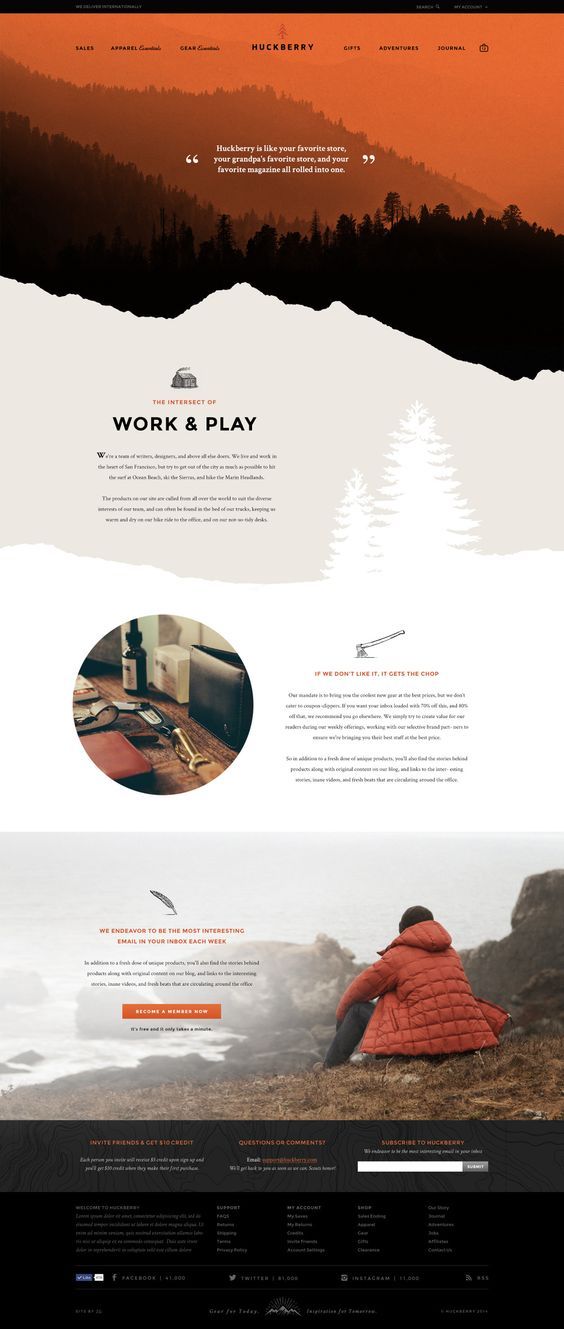 WE DELIVER INTERNATIONALLY
SEARCH
MY ACCOUNT
SALES
APPAREL Essentials
GEAR Essentials
HUCKBERRY
GIFTS
ADVENTURES
JOURNAL
“ Huckberry is like your favorite store, ”
your grandpa's favorite store, and your
favorite magazine all rolled into one.
THE INTERSECT OF
WORK & PLAY
We're a team of writers, designers, and above all else doers. We live and work in
the heart of San Francisco, but try to get out of the city as much as possible to hit
the surf at Ocean Beach, ski the Sierras, and hike the Marin Headlands.
The products on our site are culled from all over the world to suit the diverse
interests of our team, and can often be found in the bed of our trucks, keeping us
warm and dry on our bike ride to the office, and on our not-so-tidy desks.
IF WE DON'T LIKE IT, IT GETS THE CHOP
Our mandate is to bring you the coolest new gear at the best prices, but we don't
cater to coupon-clippers. If you want your inbox loaded with 70% off this, and 80%
off that, we recommend you go elsewhere. We simply try to create value for our
readers during our weekly offerings, working with our selective brand part- ners to
ensure we're bringing you their best stuff at the best price.
So in addition to a fresh dose of unique products, you'll also find the stories behind
products along with original content on our blog, and links to the inter- esting
stories, inane videos, and fresh beats that are circulating around the office.
WE ENDEAVOR TO BE THE MOST INTERESTING
EMAIL IN YOUR INBOX EACH WEEK
In addition to a fresh dose of unique products, you'll also find the stories behind
products along with original content on our blog, and links to the interesting
stories, inane videos, and fresh beats that are circulating around the office
BECOME A MEMBER NOW
It's free and it only takes a minute.
INVITE FRIENDS & GET $10 CREDIT
Each person you invite will receive $5 credit upon sign up and
you'll get $10 credit when they make their first purchase.
QUESTIONS OR COMMENTS?
Email: support@huckberry.com
We'll get back to you as soon as we can. Scouts honor!
SUBSCRIBE TO HUCKBERRY
We endeavor to be the most interesting email in your inbox
SUBMIT
WELCOME TO HUCKBERRY
Lorem ipsum dolor sit amet, consectetur adipisicing elit, sed do
eiusmod tempor incididunt ut labore et dolore magna aliqua. Ut
enim ad minim veniam, quis nostrud exercitation ullamco labo-
ris nisi ut aliquip ex ea commodo consequat. Duis aute irure
dolor in reprehenderit in voluptate velit esse cillum dolore
SUPPORT
FAQS
Returns
Shipping
Terms
Privacy Policy
MY ACCOUNT
My Saves
My Returns
Credits
Invite Friends
Account Settings
SHOP
Sales Ending
Apparel
Gear
Gifts
Clearance
Our Story
Journal
Adventures
Jobs
Affiliates
Contact Us
Like
FACEBOOK | 41,000
TWITTER | 81,000
INSTAGRAM | 11,000
RSS
SITE BY
Gear for Today.
Inspiration for Tomorrow.
© HUCKBERRY 2014